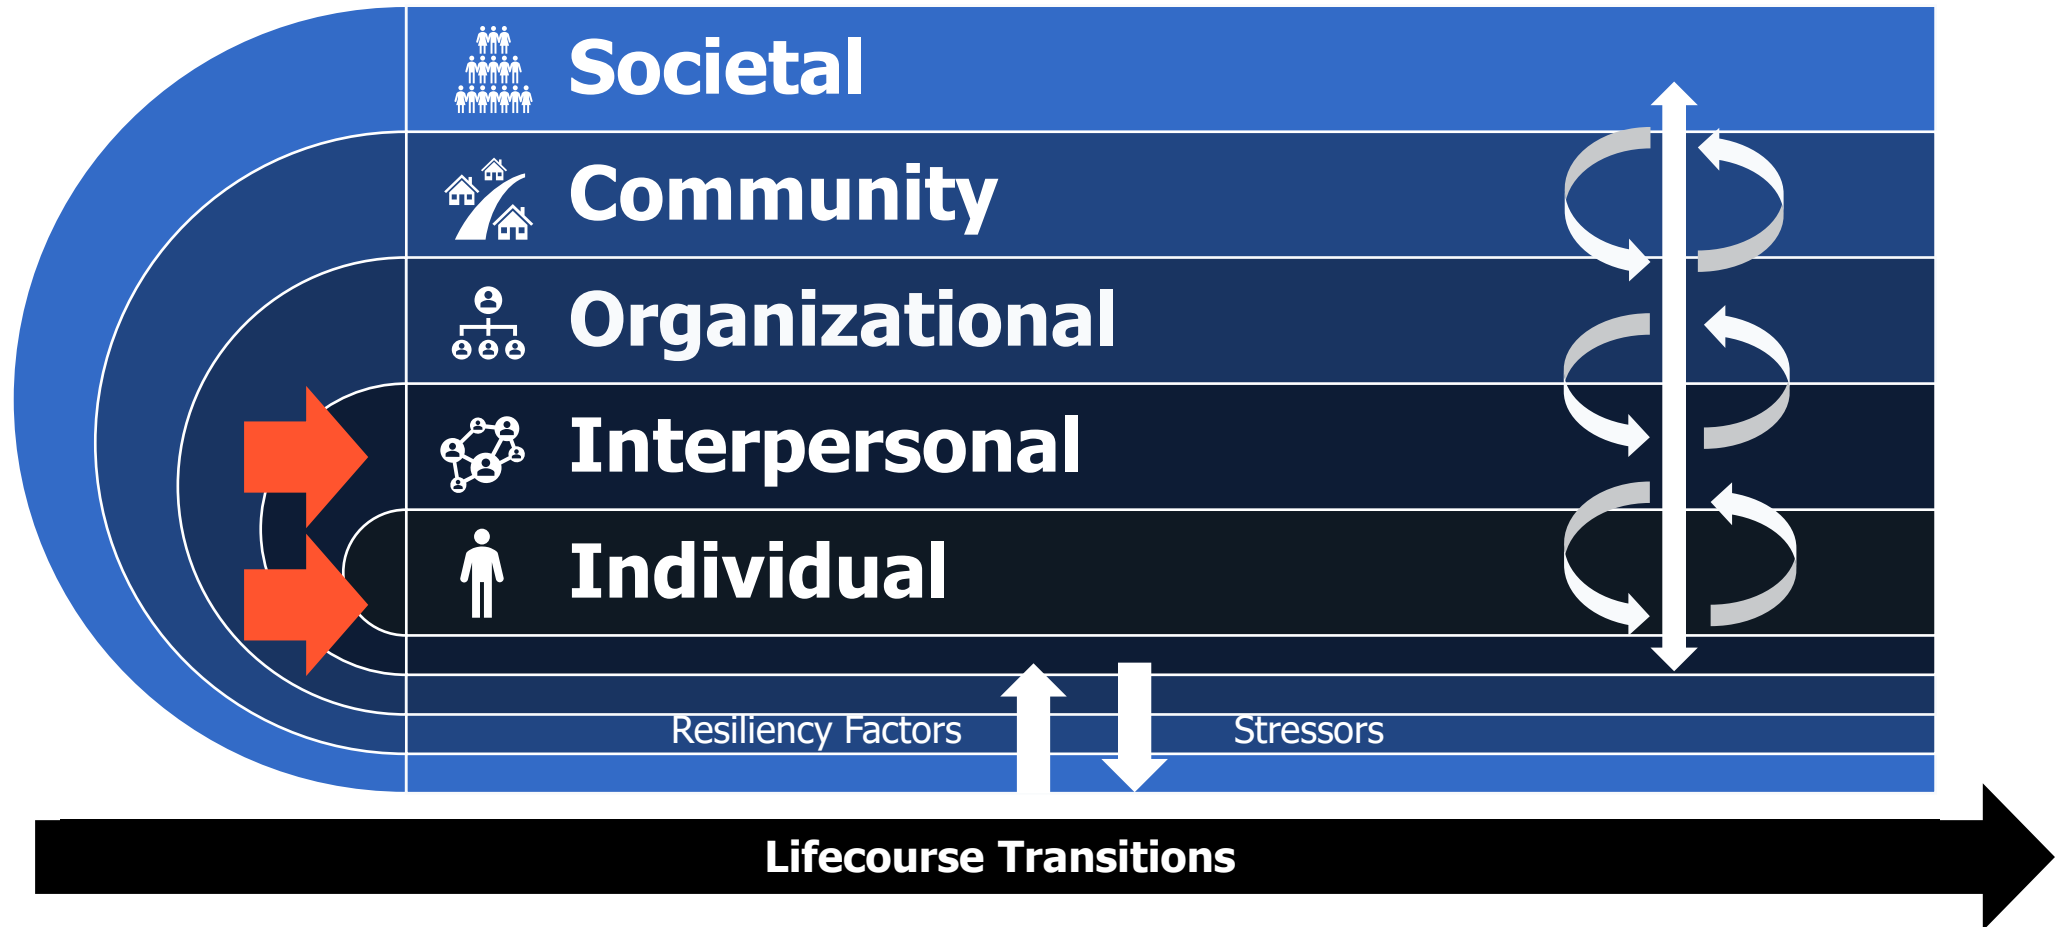 Societal
Community
Organizational
Interpersonal
Individual
Resiliency Factors
Stressors
Lifecourse Transitions